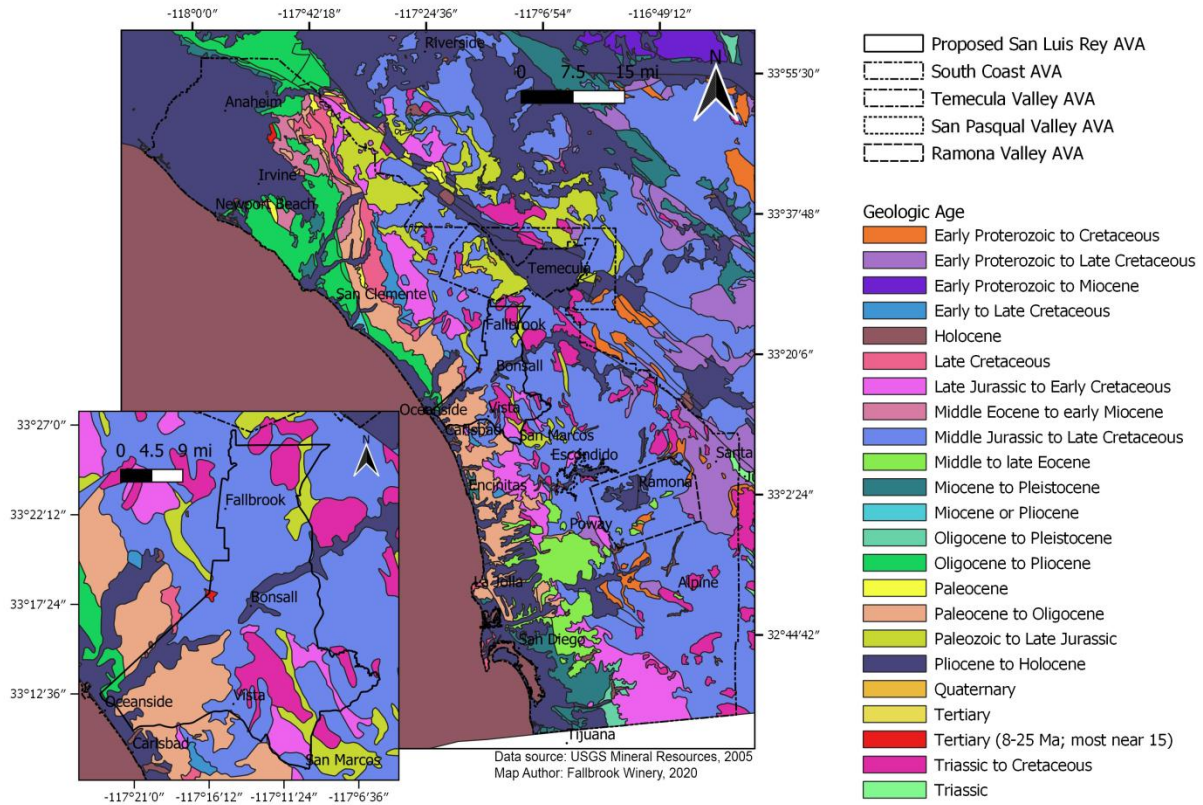 -118°0'0" -117°42'18" -117°24'36" -117°6'54" -116°49'12"
Riverside
N
0 7.5 15 mi
33°55'30"
Anaheim
Irvine
Newport Beach
33°37'48"
Temecula
San Clemente
Fallbrook
33°20'6"
Bonsall
Oceanside
Vista
Carlsbad
San Marcos
Escondido
Santa
Encinitas
Ramona
33°2'24"
Poway
La Jolla
Alpine
32°44'42"
San Diego
Tijuana
Data source: USGS Mineral Resources, 2005
Map Author: Fallbrook Winery, 2020
33°27'0"
0 4.5 9 mi
N
Fallbrook
33°22'12"
33°17'24"
Bonsall
33°12'36"
Oceanside
Vista
Carlsbad
San Marcos
-117°21'0" -117°16'12" -117°11'24" -117°6'36"
Proposed San Luis Rey AVA
South Coast AVA
Temecula Valley AVA
San Pasqual Valley AVA
Ramona Valley AVA
Geologic Age
Early Proterozoic to Cretaceous
Early Proterozoic to Late Cretaceous
Early Proterozoic to Miocene
Early to Late Cretaceous
Holocene
Late Cretaceous
Late Jurassic to Early Cretaceous
Middle Eocene to early Miocene
Middle Jurassic to Late Cretaceous
Middle to late Eocene
Miocene to Pleistocene
Miocene or Pliocene
Oligocene to Pleistocene
Oligocene to Pliocene
Paleocene
Paleocene to Oligocene
Paleozoic to Late Jurassic
Pliocene to Holocene
Quaternary
Tertiary
Tertiary (8-25 Ma; most near 15)
Triassic to Cretaceous
Triassic